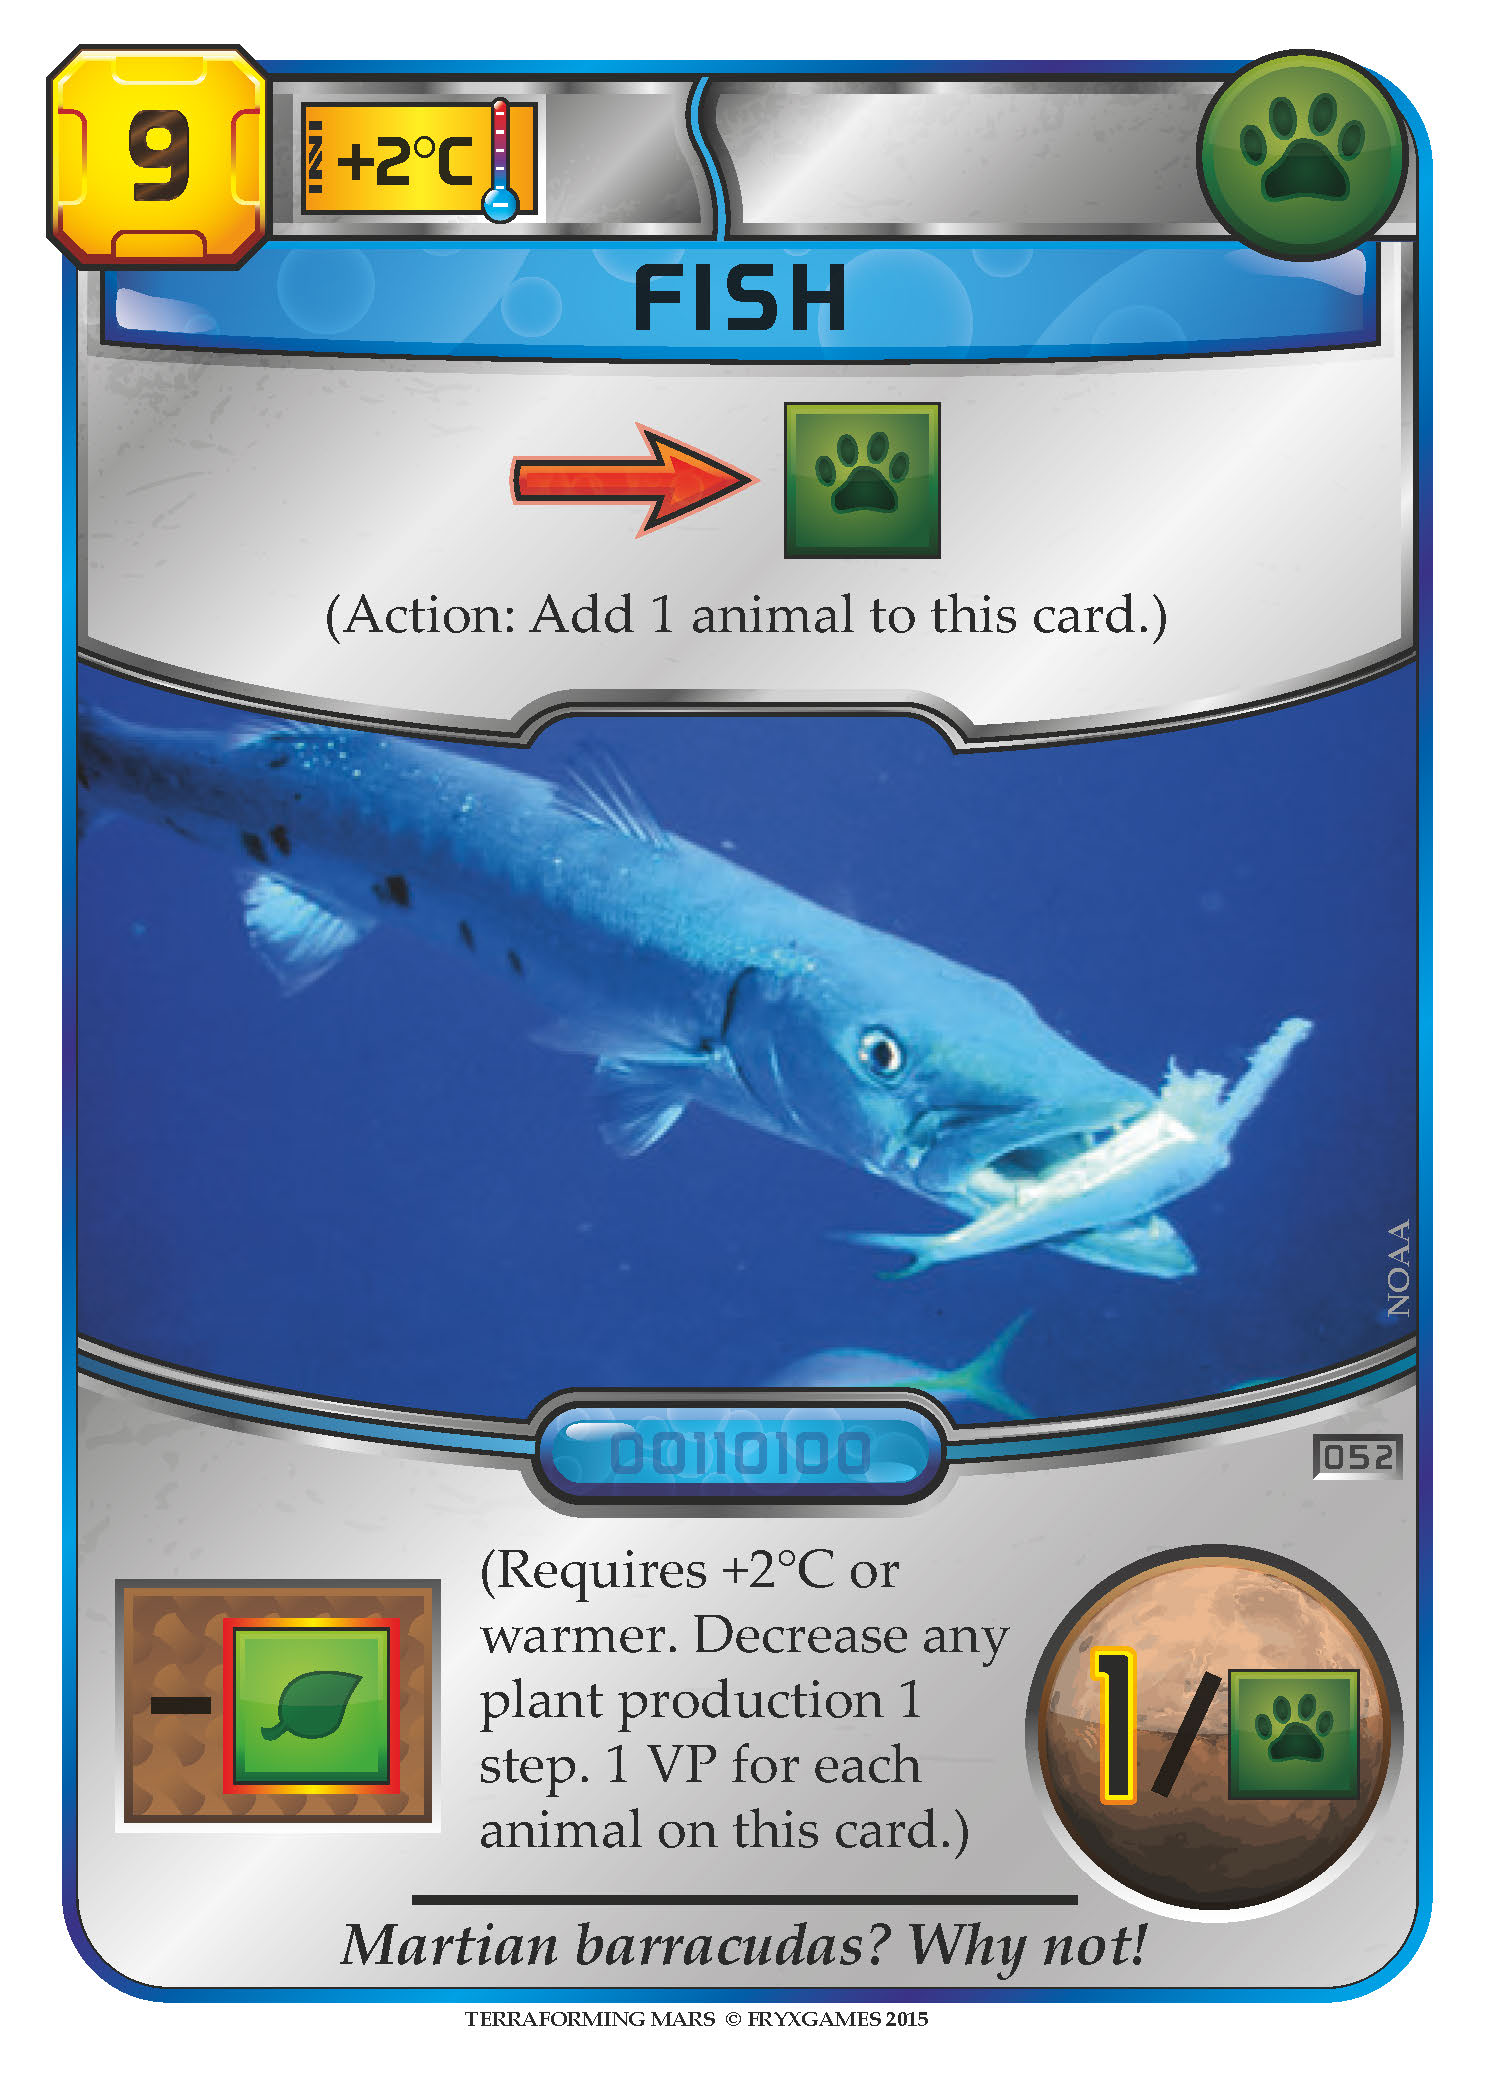 9
+2°C
FISH
(Action: Add 1 animal to this card.)
NOAA
00110100
052
(Requires +2°C or
warmer. Decrease any
plant production 1
step. 1 VP for each
animal on this card.)
-
1/
Martian barracudas? Why not!
TERRAFORMING MARS © FRYXGAMES 2015